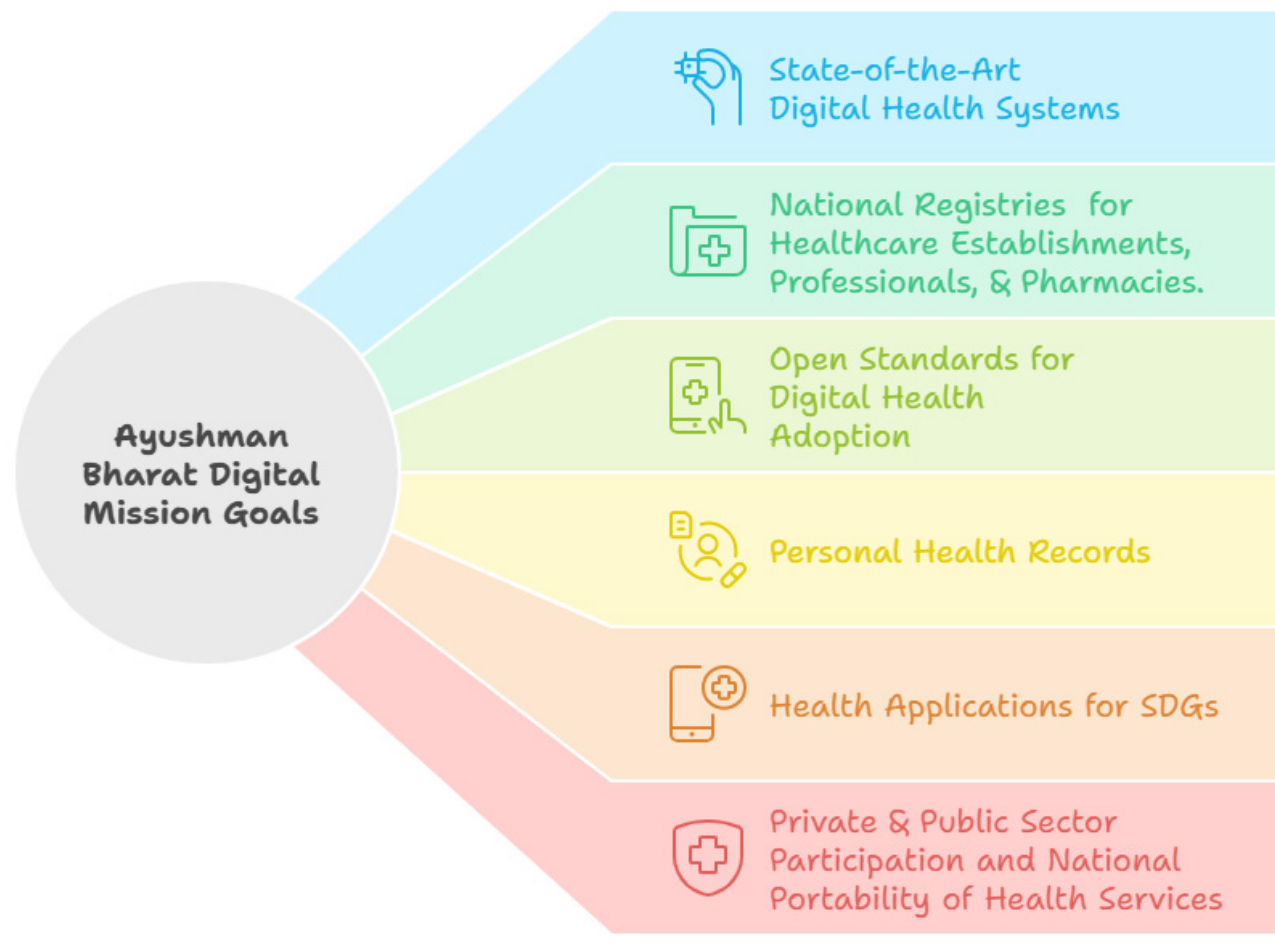 Ayushman
Bharat Digital
Mission Goals
State-of-the-Art
Digital Health Systems
National Registries for
Healthcare Establishments,
Professionals, & Pharmacies.
Open Standards for
Digital Health
Adoption
Personal Health Records
Health Applications for SDGs
Private & Public Sector
Participation and National
Portability of Health Services